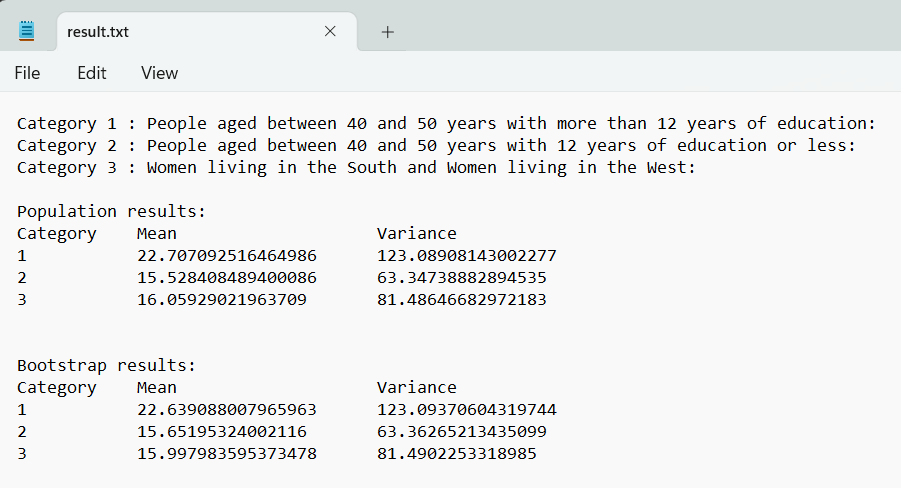 result.txt
File Edit View
Category 1 : People aged between 40 and 50 years with more than 12 years of education:
Category 2 : People aged between 40 and 50 years with 12 years of education or less:
Category 3 : Women living in the South and Women living in the West:
Population results:
Category Mean Variance
1 22.707092516464986 123.08908143002277
2 15.528408489400086 63.34738882894535
3 16.05929021963709 81.48646682972183
Bootstrap results:
Category Mean Variance
1 22.639088007965963 123.09370604319744
2 15.65195324002116 63.36265213435099
3 15.997983595373478 81.4902253318985